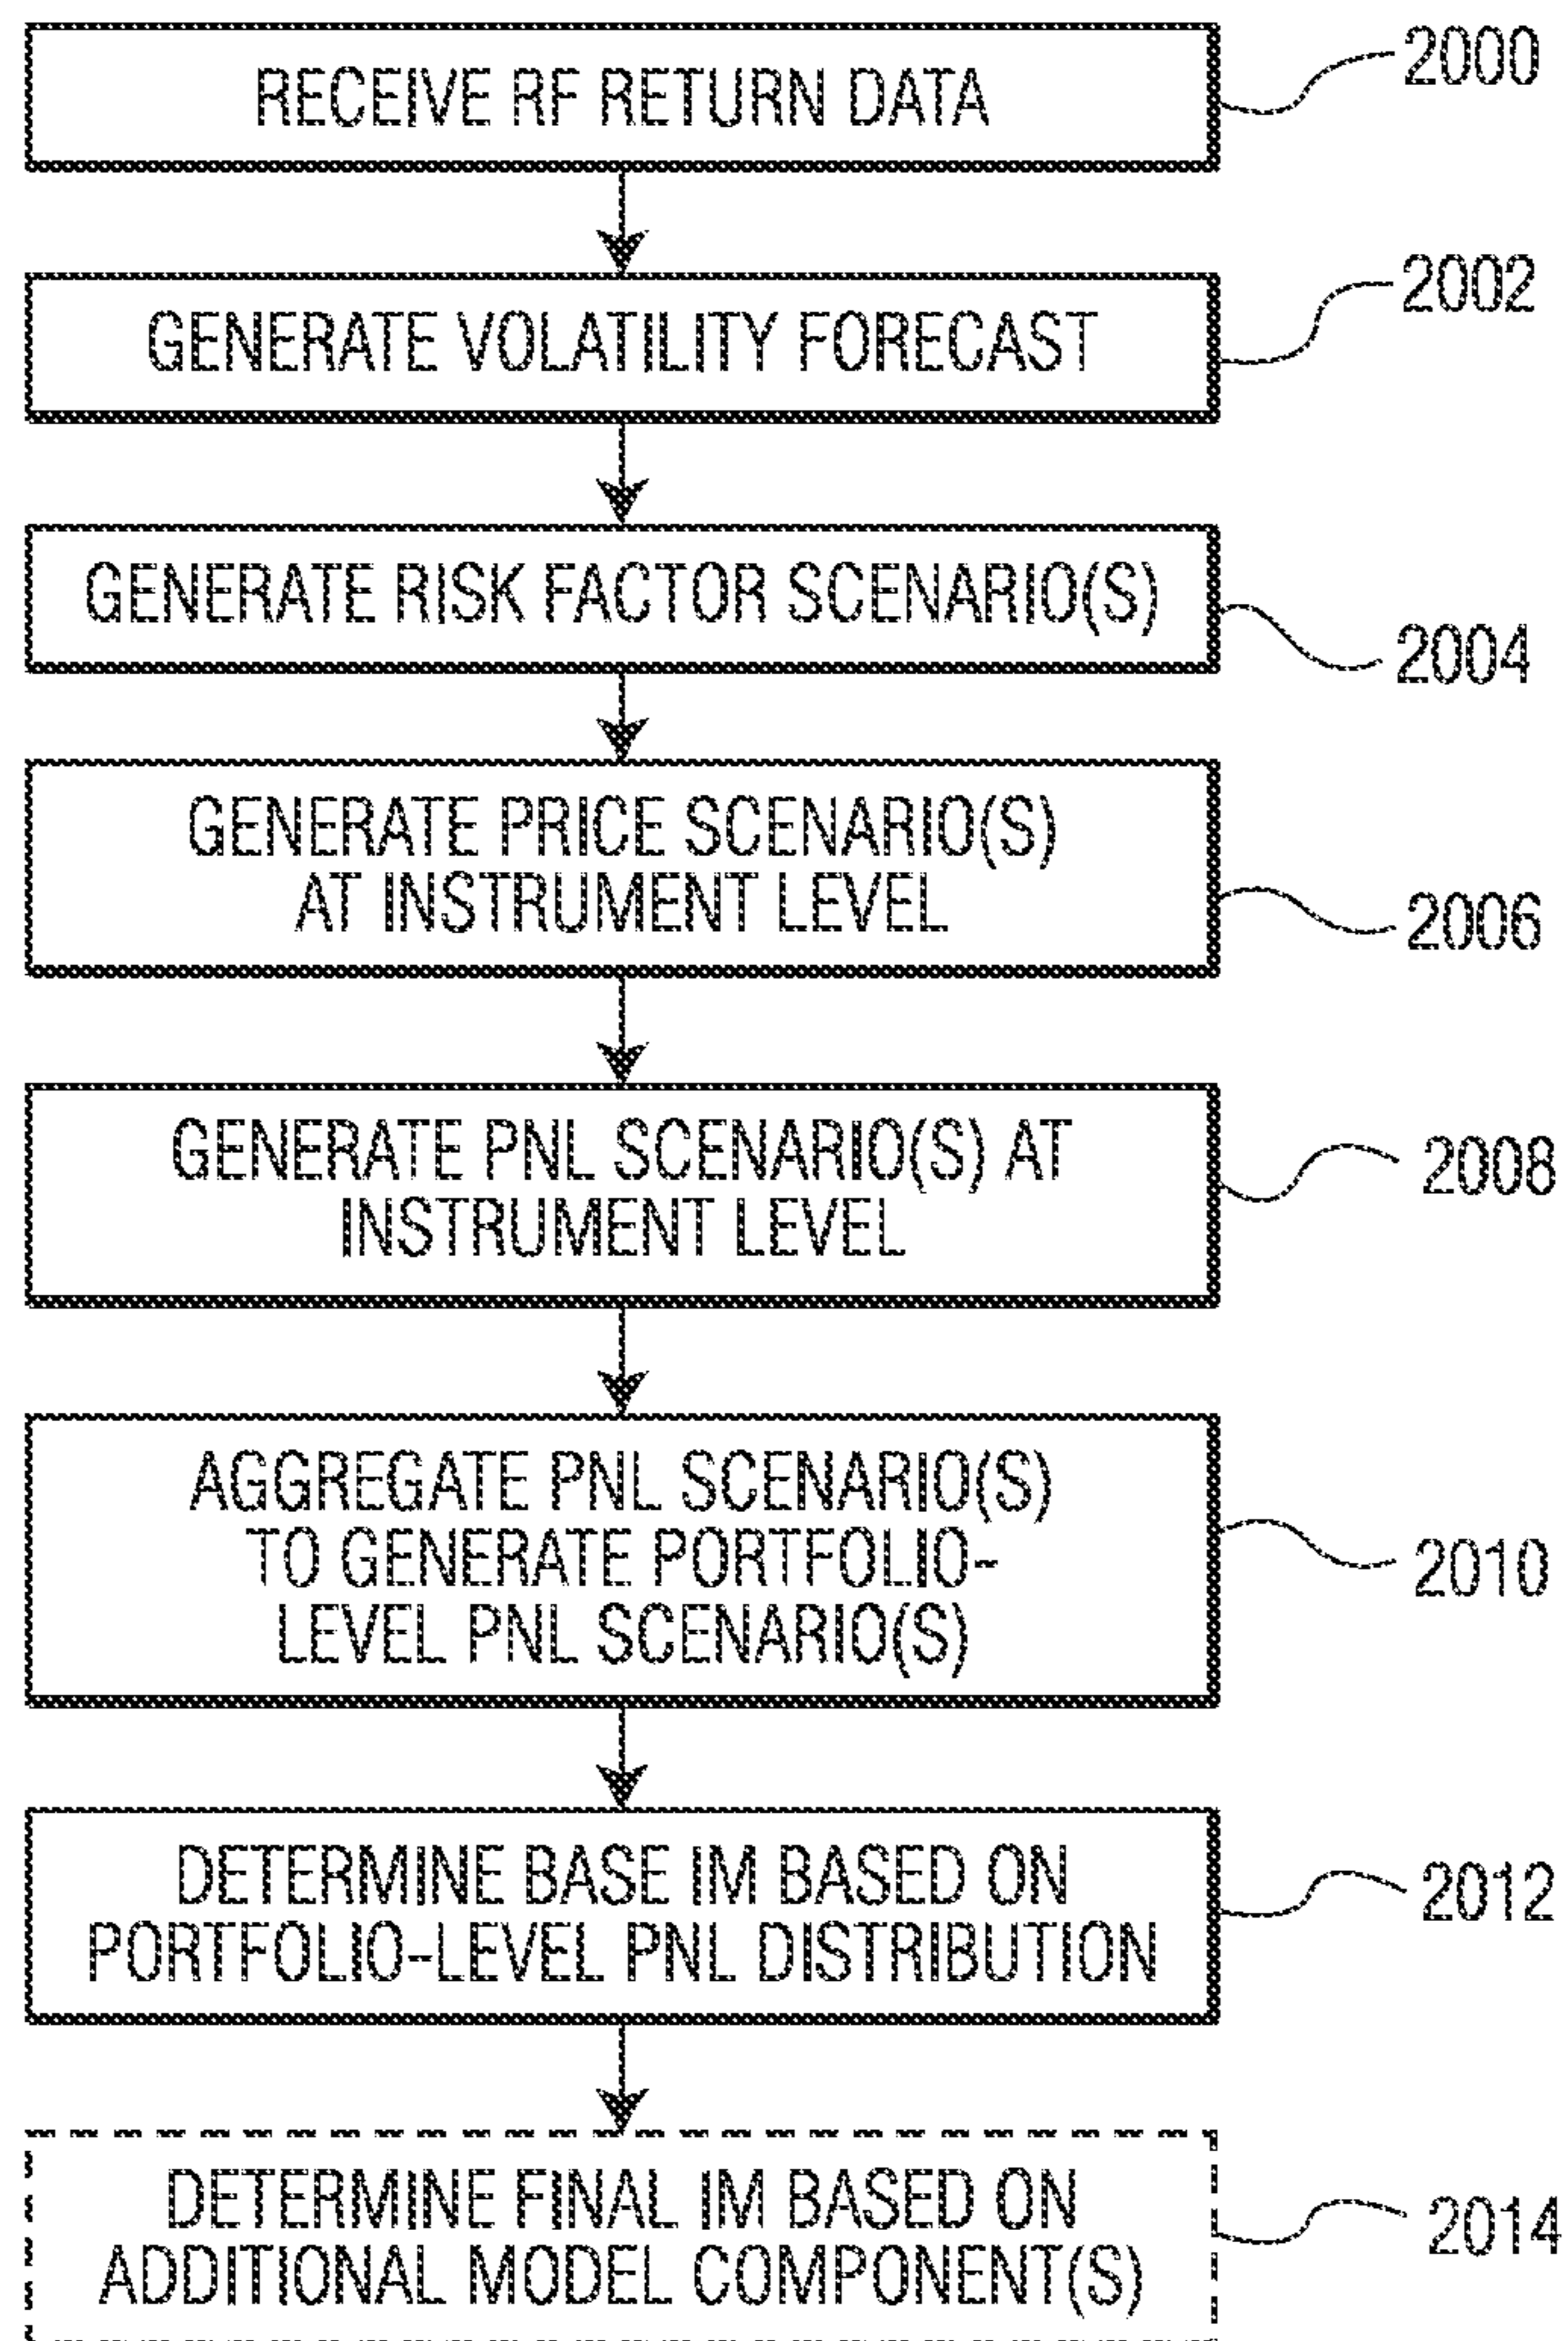 RECEIVE RF RETURN DATA
2000
GENERATE VOLATILITY FORECAST
2002
GENERATE RISK FACTOR SCENARIO(S)
2004
GENERATE PRICE SCENARIO(S)
AT INSTRUMENT LEVEL
2006
GENERATE PNL SCENARIO(S) AT
INSTRUMENT LEVEL
2008
AGGREGATE PNL SCENARIO(S)
TO GENERATE PORTFOLIO-
LEVEL PNL SCENARIO(S)
2010
DETERMINE BASE IM BASED ON
PORTFOLIO-LEVEL PNL DISTRIBUTION
2012
DETERMINE FINAL IM BASED ON
ADDITIONAL MODEL COMPONENT(S)
2014